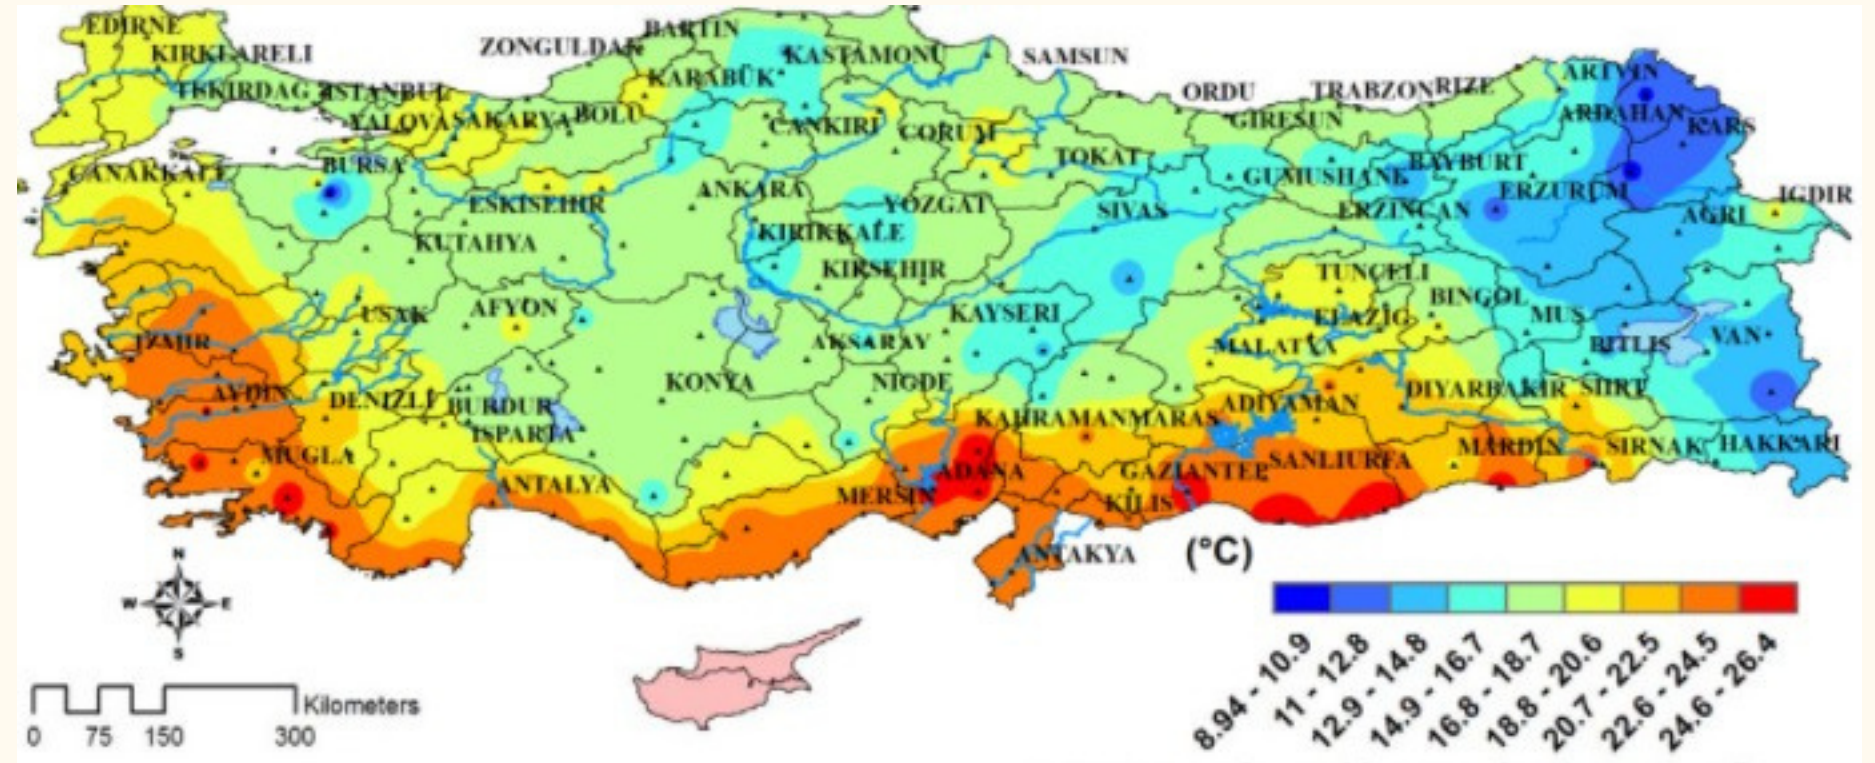 EDIRNE
KIRKLARELI
TEKIRDAG
ISTANBUL
YALOVA
SAKARYA
BOLU
ZONGULDAK
BARTIN
KARABÜK
KASTAMONU
SAMSUN
ORDU
GIRESUN
TRABZON
RIZE
ARTVIN
ARDAHAN
KARS
CANAKKALE
BURSA
ESKISEHIR
ANKARA
CANKIRI
CORUM
TOKAT
YOZGAT
SIVAS
GUMUSHANE
BAYBURT
ERZINCAN
ERZURUM
AGRI
IGDIR
KUTAHYA
KIRIKKALE
KIRSEHIR
TUNCELI
BINGOL
MUS
BITLIS
VAN
IZMIR
USAK
AFYON
AKSARAY
KAYSERI
MALATYA
ELAZIG
AYDIN
DENIZLI
BURDUR
ISPARTA
KONYA
NIGDE
KAHRAMANMARAS
ADIYAMAN
DIYARBAKIR
SIIRT
MUGLA
ANTALYA
MERSIN
ADANA
GAZIANTEP
KILIS
SANLIURFA
MARDIN
SIRNAK
HAKKARI
ANTAKYA
N
W
E
S
Kilometers
0 75 150 300
(°C)
8.94 - 10.9
11 - 12.8
12.9 - 14.8
14.9 - 16.7
16.8 - 18.7
18.8 - 20.6
20.7 - 22.5
22.6 - 24.5
24.6 - 26.4